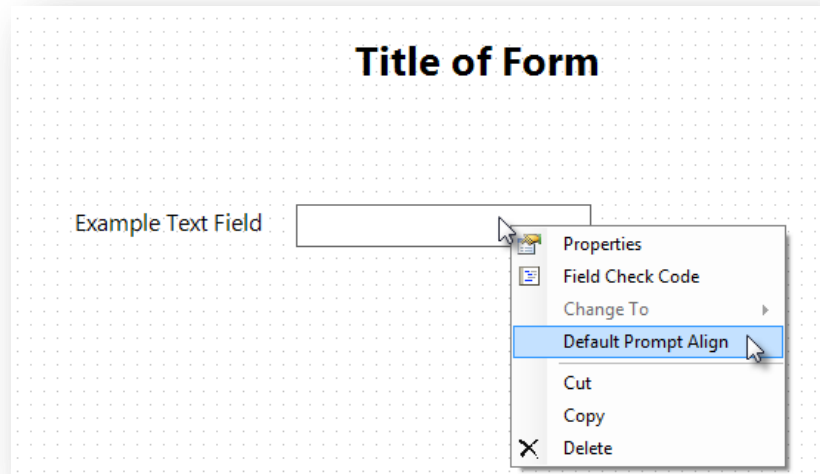 Title of Form
Example Text Field
Properties
Field Check Code
Change To
Default Prompt Align
Cut
Copy
Delete